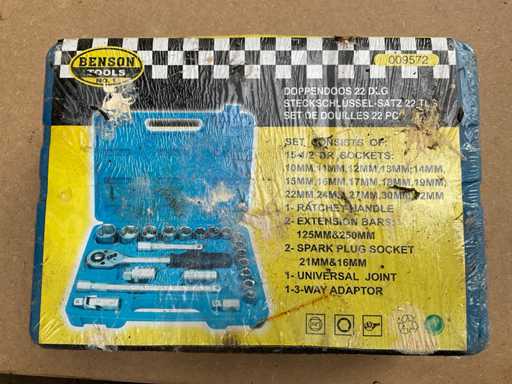 BENSON
TOOLS
No. 1
009572
DOPPENDOOS 22 DLG
STECKSCHLÜSSEL-SATZ 22 TLG
SET DE DOUILLES 22 PC
SET CONSISTS OF:
15-1/2"DR SOCKETS:
10MM,11MM,12MM,13MM,14MM,
15MM,16MM,17MM,18MM,19MM,
22MM,24MM,27MM,30MM,32MM
1- RATCHET HANDLE
2- EXTENSION BARS:
125MM&250MM
2- SPARK PLUG SOCKET
21MM&16MM
1- UNIVERSAL JOINT
1-3-WAY ADAPTOR